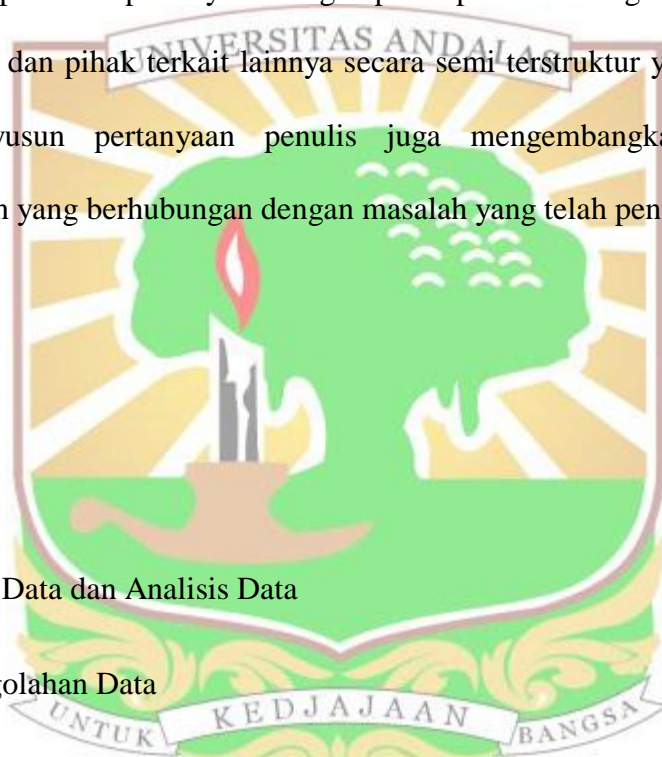 UNIVERSITAS ANDALAS
dan pihak terkait lainnya secara semi terstruktur y
usun pertanyaan penulis juga mengembangka
n yang berhubungan dengan masalah yang telah pen
Data dan Analisis Data
golahan Data
UNTUK KEDJAJAAN BANGSA